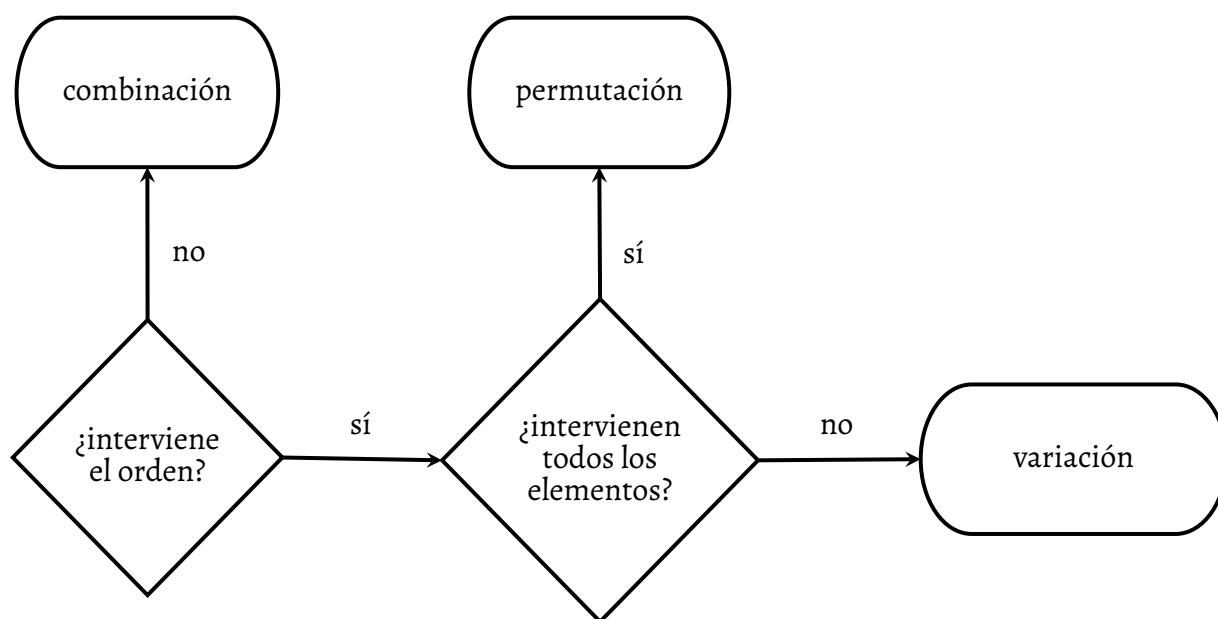 combinación
permutación
no
sí
¿interviene
el orden?
sí
¿intervienen
todos los
elementos?
no
variación